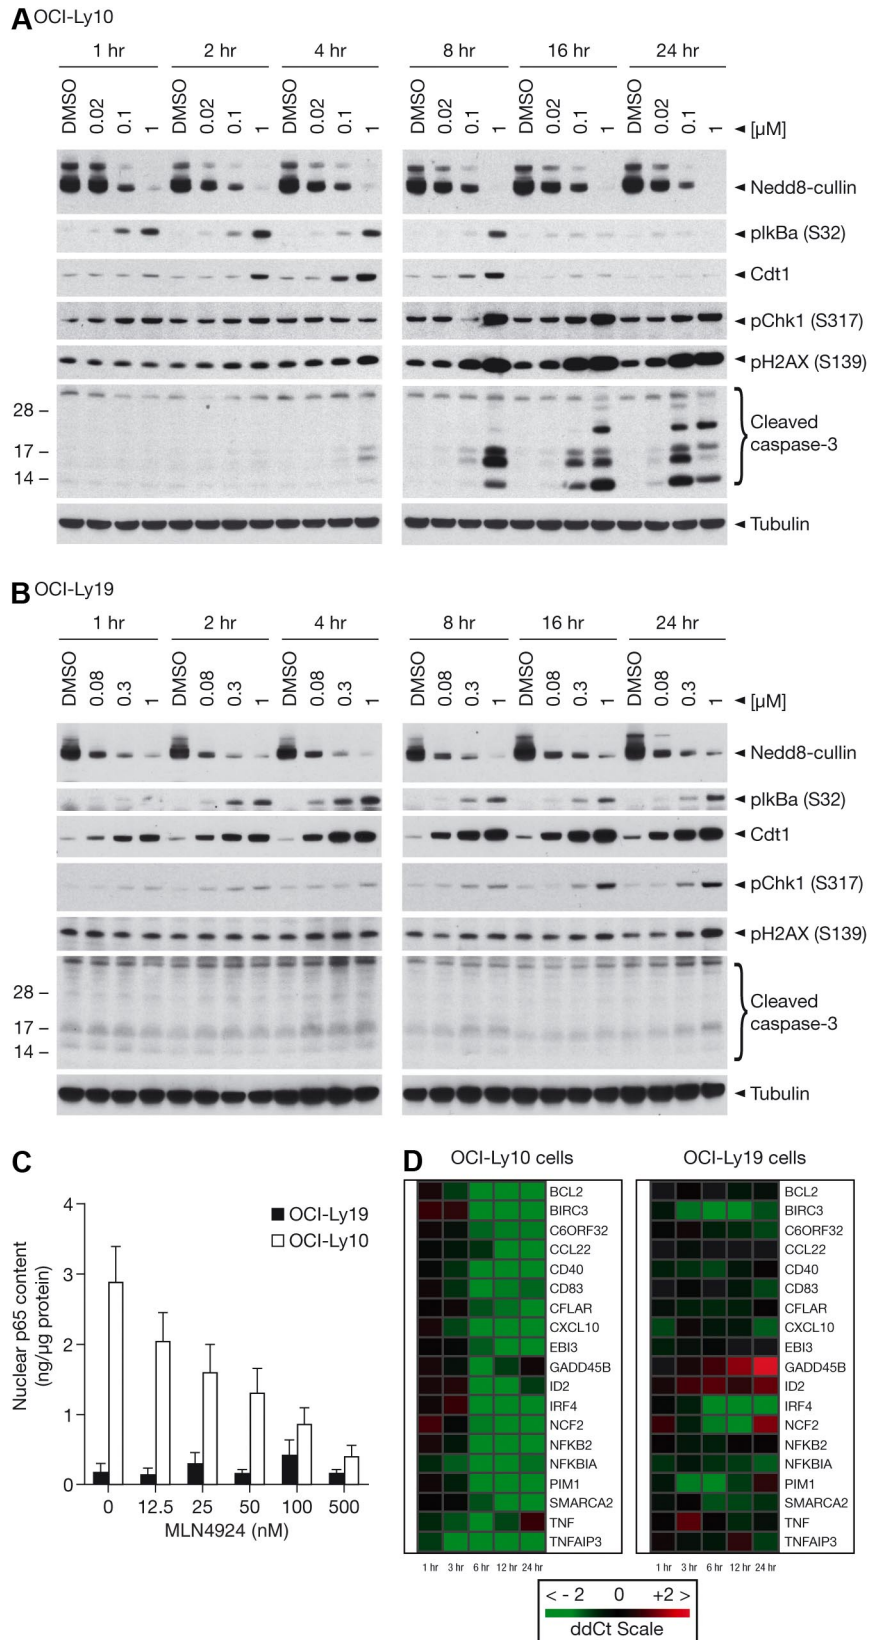 A OCI-Ly10
1 hr 2 hr 4 hr 8 hr 16 hr 24 hr
DMSO 0.02 0.1 1 DMSO 0.02 0.1 1 DMSO 0.02 0.1 1 DMSO 0.02 0.1 1 DMSO 0.02 0.1 1 DMSO 0.02 0.1 1 ◄ [µM]
◄ Nedd8-cullin
◄ pIkBa (S32)
◄ Cdt1
◄ pChk1 (S317)
◄ pH2AX (S139)
28 –
17 –
14 –
Cleaved
caspase-3
◄ Tubulin
B OCI-Ly19
1 hr 2 hr 4 hr 8 hr 16 hr 24 hr
DMSO 0.08 0.3 1 DMSO 0.08 0.3 1 DMSO 0.08 0.3 1 DMSO 0.08 0.3 1 DMSO 0.08 0.3 1 DMSO 0.08 0.3 1 ◄ [µM]
◄ Nedd8-cullin
◄ pIkBa (S32)
◄ Cdt1
◄ pChk1 (S317)
◄ pH2AX (S139)
28 –
17 –
14 –
Cleaved
caspase-3
◄ Tubulin
C
Nuclear p65 content
(ng/µg protein)
4
3
2
1
0
OCI-Ly19
OCI-Ly10
0 12.5 25 50 100 500
MLN4924 (nM)
D
OCI-Ly10 cells
BCL2
BIRC3
C6ORF32
CCL22
CD40
CD83
CFLAR
CXCL10
EBI3
GADD45B
ID2
IRF4
NCF2
NFKB2
NFKBIA
PIM1
SMARCA2
TNF
TNFAIP3
1 hr 3 hr 6 hr 12 hr 24 hr
OCI-Ly19 cells
BCL2
BIRC3
C6ORF32
CCL22
CD40
CD83
CFLAR
CXCL10
EBI3
GADD45B
ID2
IRF4
NCF2
NFKB2
NFKBIA
PIM1
SMARCA2
TNF
TNFAIP3
1 hr 3 hr 6 hr 12 hr 24 hr
< - 2 0 +2 >
ddCt Scale